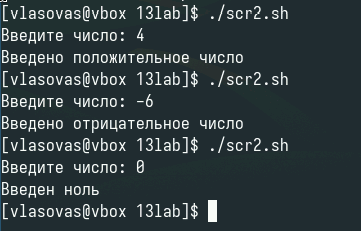 [vlasovas@vbox 13lab]$ ./scr2.sh
Введите число: 4
Введено положительное число
[vlasovas@vbox 13lab]$ ./scr2.sh
Введите число: -6
Введено отрицательное число
[vlasovas@vbox 13lab]$ ./scr2.sh
Введите число: 0
Введен ноль
[vlasovas@vbox 13lab]$